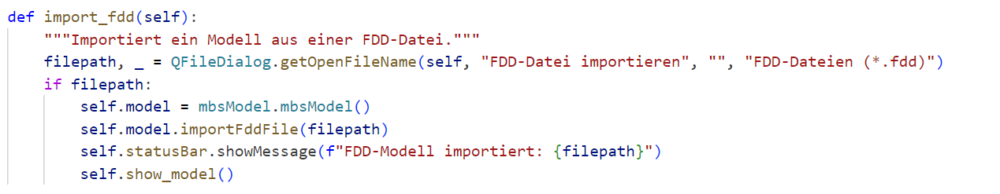 def import_fdd(self):
    """Importiert ein Modell aus einer FDD-Datei."""
    filepath, _ = QFileDialog.getOpenFileName(self, "FDD-Datei importieren", "", "FDD-Dateien (*.fdd)")
    if filepath:
        self.model = mbsModel.mbsModel()
        self.model.importFddFile(filepath)
        self.statusBar.showMessage(f"FDD-Modell importiert: {filepath}")
        self.show_model()